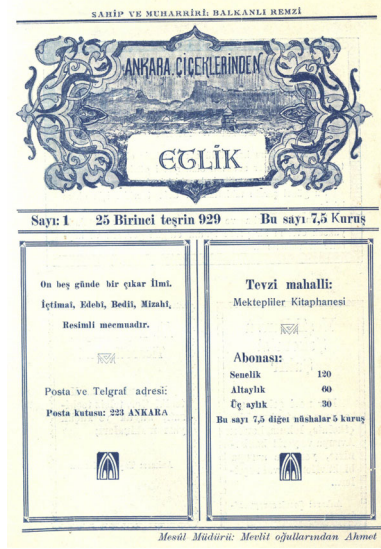 SAHİP VE MUHARRİRİ: BALKANLI REMZİ
ANKARA ÇİÇEKLERİNDEN
ETLİK
Sayı: 1 25 Birinci teşrin 929 Bu sayı 7,5 Kuruş
On beş günde bir çıkar İlmî.
İçtimaî, Edebî, Bediî, Mizahî,
Resimli mecmuadır.
Posta ve Telgraf adresi:
Posta kutusu: 223 ANKARA
Tevzi mahalli:
Mektepliler Kitaphanesi
Abonası:
Senelik 120
Altaylık 60
Üç aylık 30
Bu sayı 7,5 diğer nüshalar 5 kuruş
Mesûl Müdürü: Mevlit oğullarından Ahmet